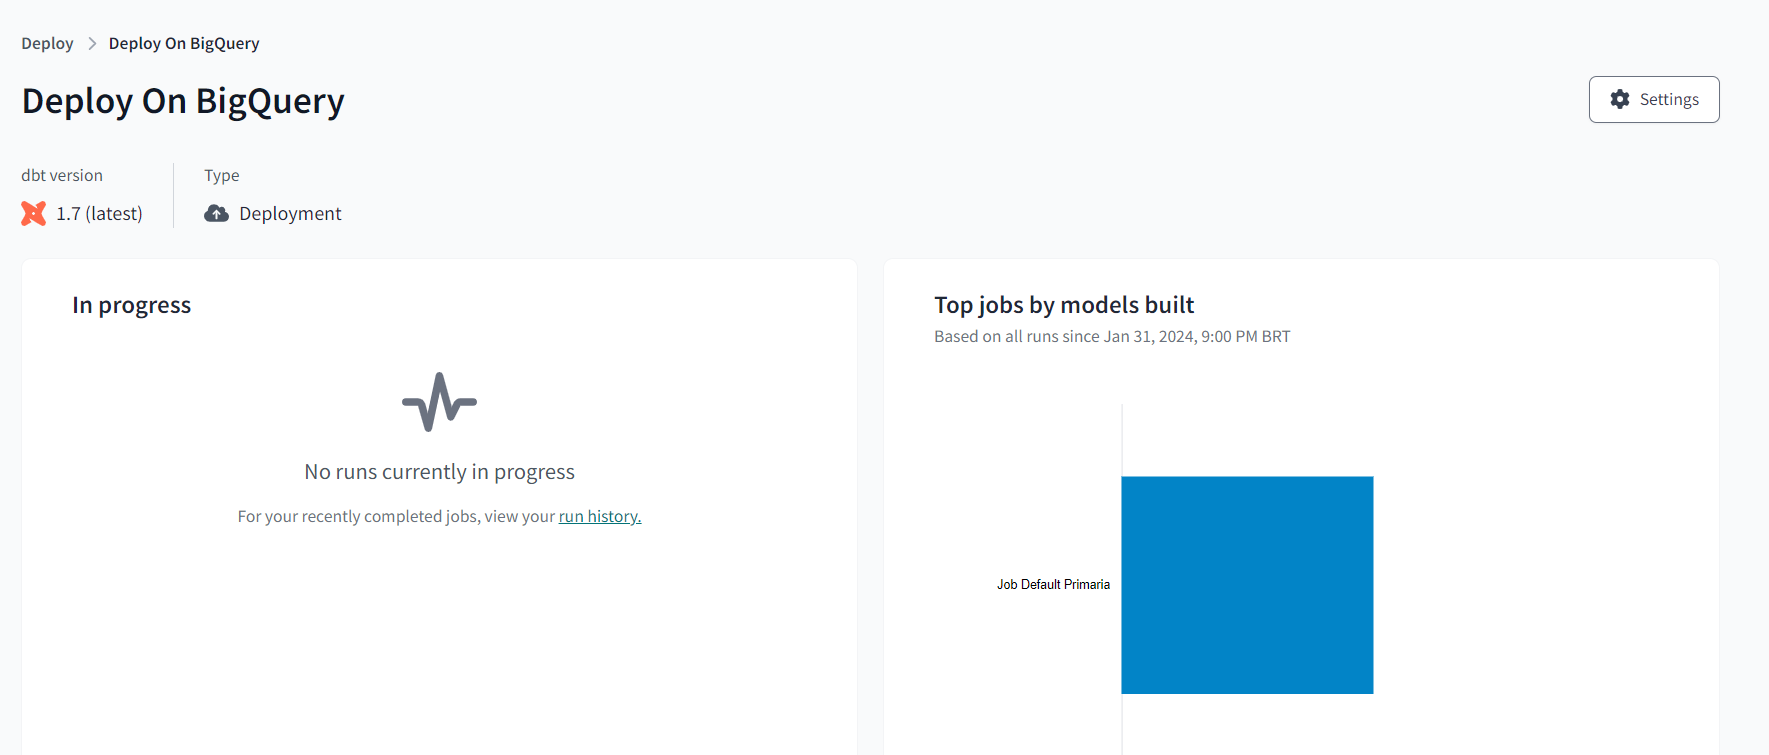 Deploy > Deploy On BigQuery
Deploy On BigQuery
Settings
dbt version
1.7 (latest)
Type
Deployment
In progress
No runs currently in progress
For your recently completed jobs, view your run history.
Top jobs by models built
Based on all runs since Jan 31, 2024, 9:00 PM BRT
Job Default Primaria